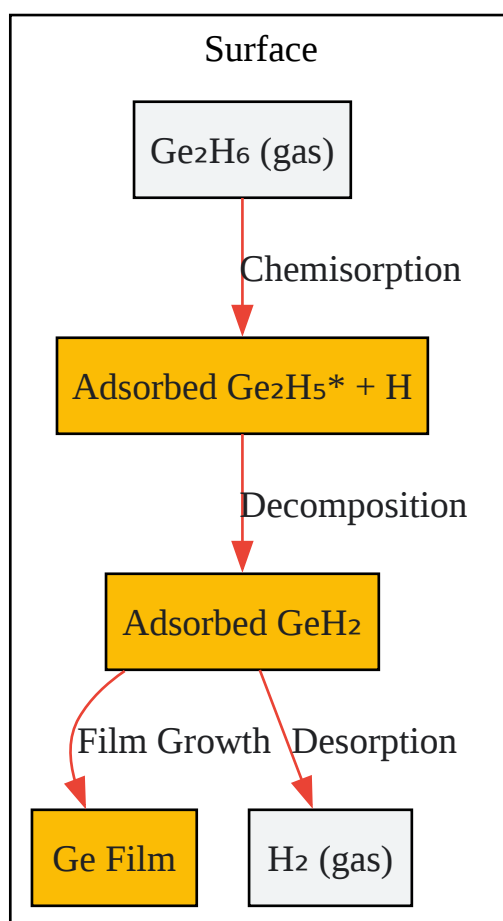 Surface
Ge₂H₆ (gas)
Chemisorption
Adsorbed Ge₂H₅* + H
Decomposition
Adsorbed GeH₂
Film Growth
Desorption
Ge Film
H₂ (gas)